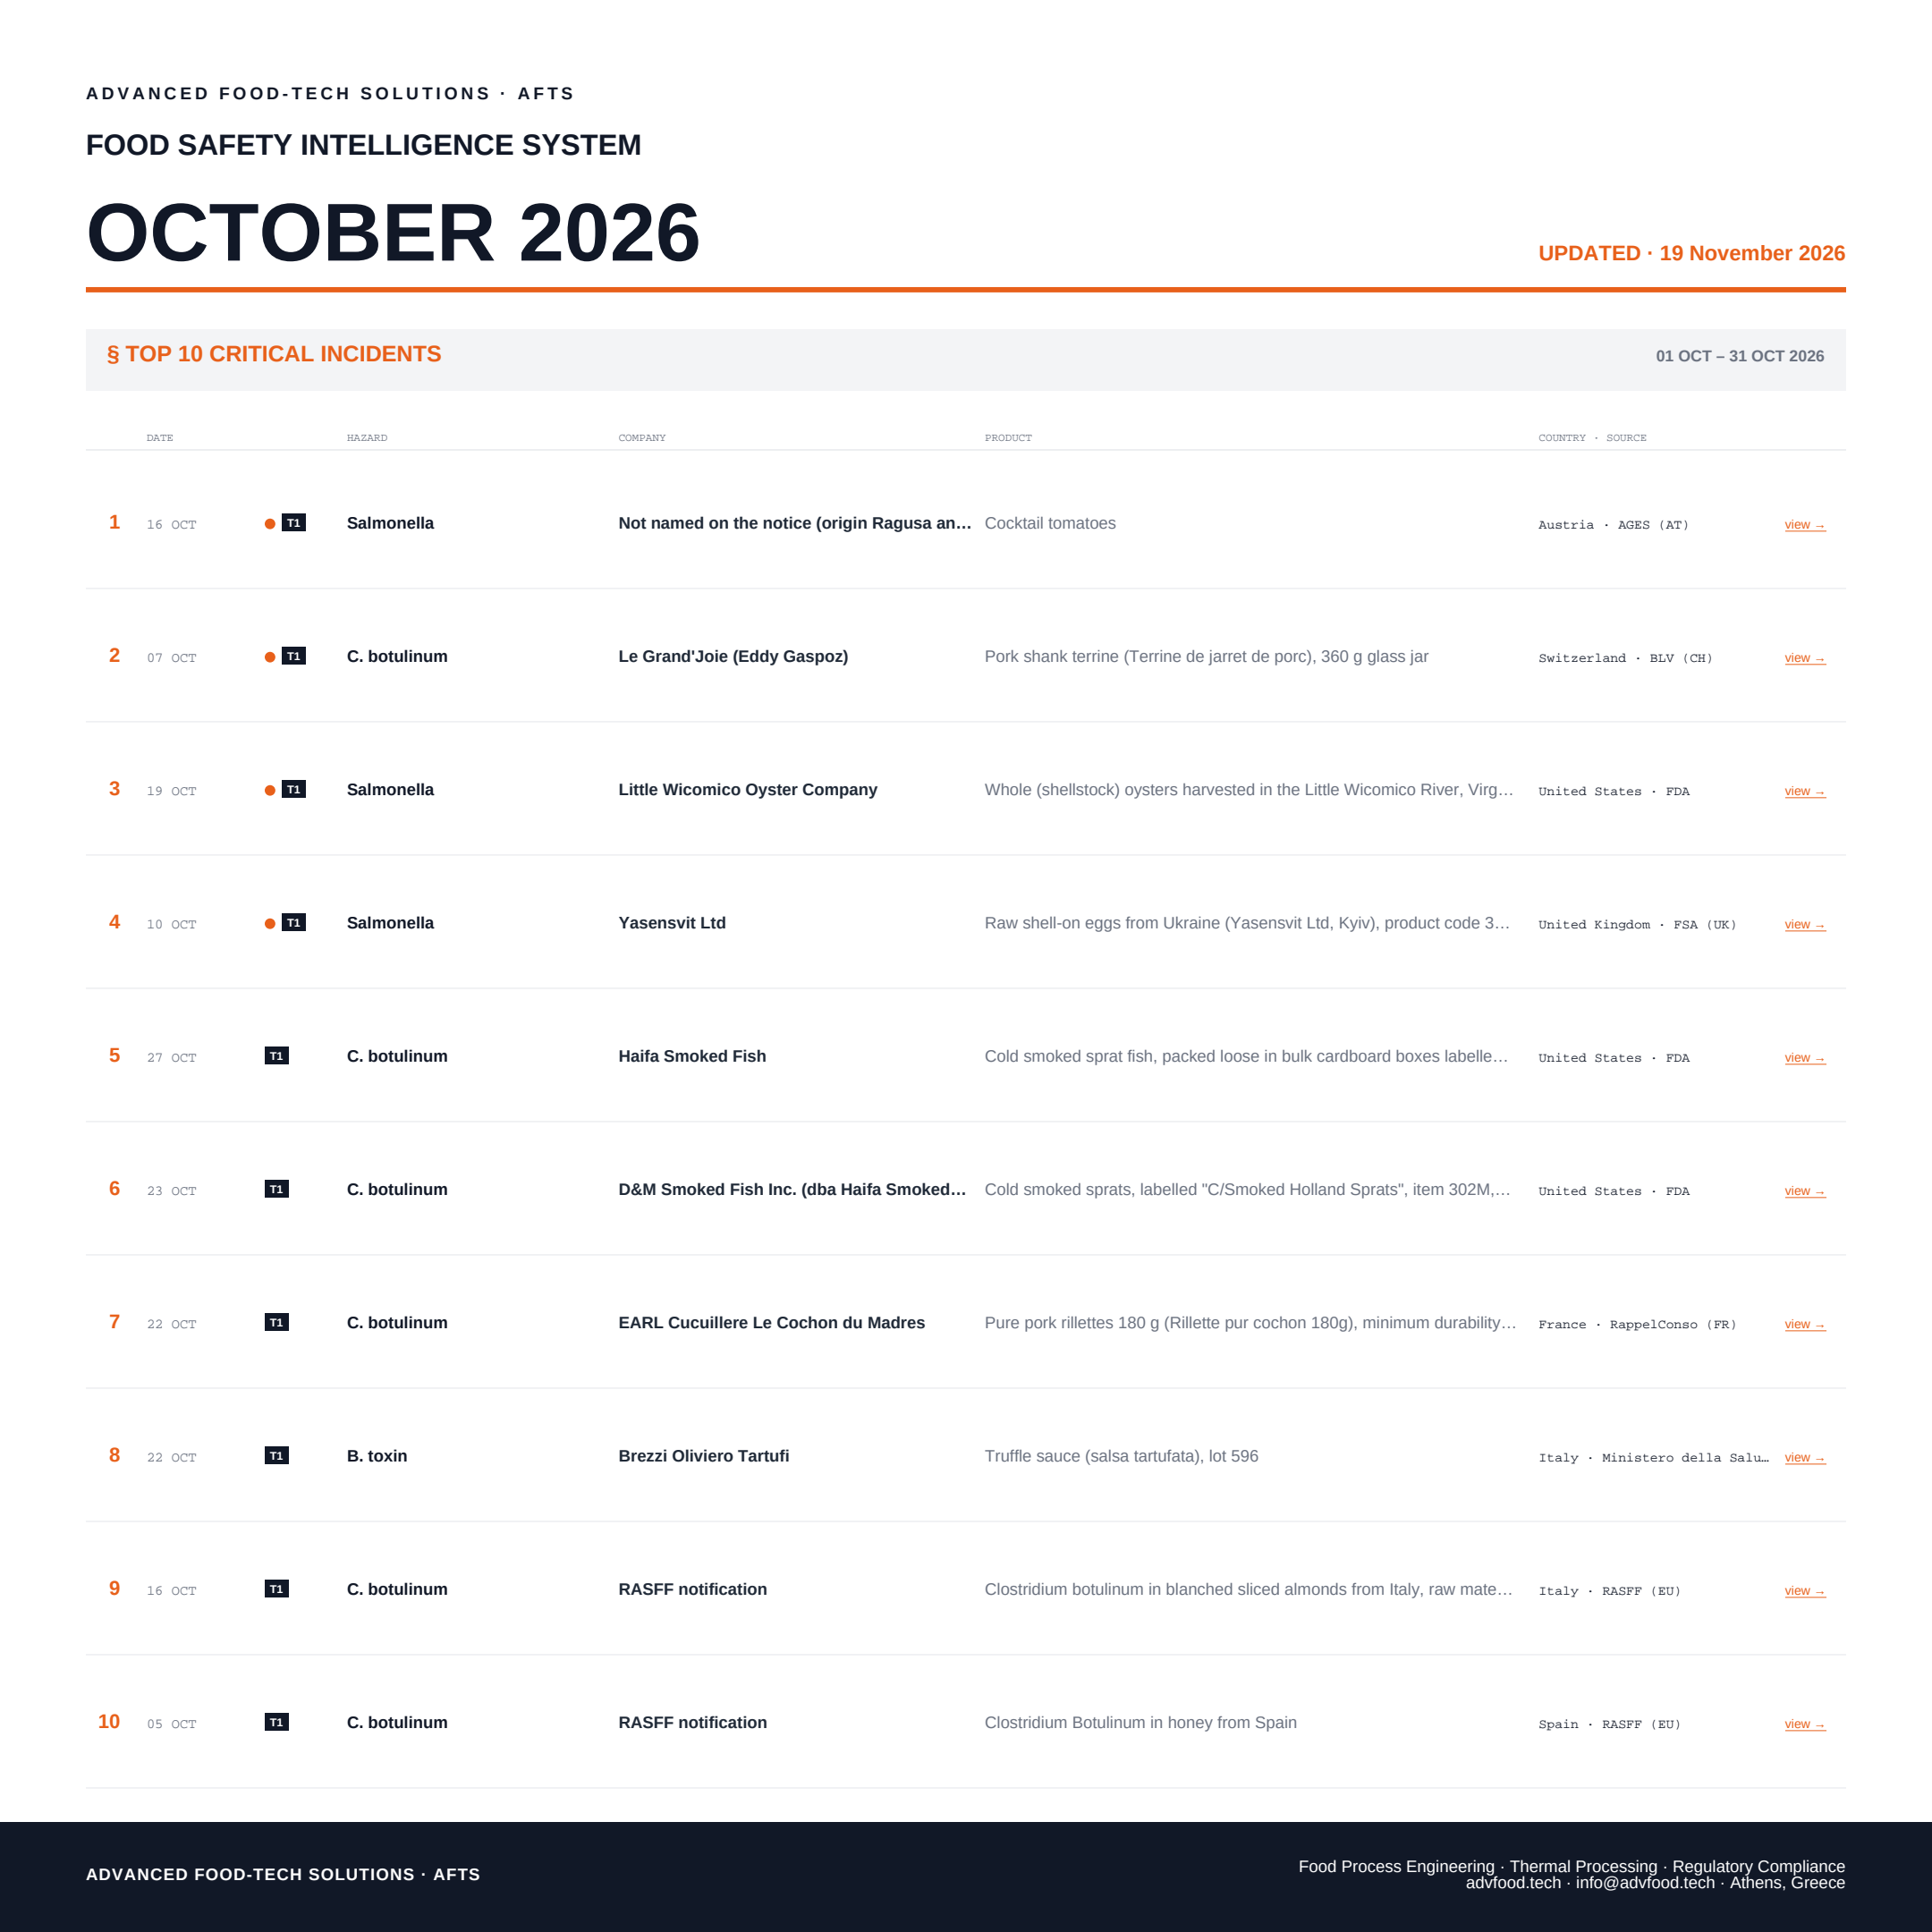 ADVANCED FOOD-TECH SOLUTIONS · AFTS
FOOD SAFETY INTELLIGENCE SYSTEM
OCTOBER 2026
UPDATED · 19 November 2026
§ TOP 10 CRITICAL INCIDENTS 01 OCT – 31 OCT 2026
DATE HAZARD COMPANY PRODUCT COUNTRY · SOURCE
1 16 OCT T1 Salmonella Not named on the notice (origin Ragusa an… Cocktail tomatoes Austria · AGES (AT) view →
2 07 OCT T1 C. botulinum Le Grand'Joie (Eddy Gaspoz) Pork shank terrine (Terrine de jarret de porc), 360 g glass jar Switzerland · BLV (CH) view →
3 19 OCT T1 Salmonella Little Wicomico Oyster Company Whole (shellstock) oysters harvested in the Little Wicomico River, Virg… United States · FDA view →
4 10 OCT T1 Salmonella Yasensvit Ltd Raw shell-on eggs from Ukraine (Yasensvit Ltd, Kyiv), product code 3… United Kingdom · FSA (UK) view →
5 27 OCT T1 C. botulinum Haifa Smoked Fish Cold smoked sprat fish, packed loose in bulk cardboard boxes labelle… United States · FDA view →
6 23 OCT T1 C. botulinum D&M Smoked Fish Inc. (dba Haifa Smoked… Cold smoked sprats, labelled "C/Smoked Holland Sprats", item 302M,… United States · FDA view →
7 22 OCT T1 C. botulinum EARL Cucuillere Le Cochon du Madres Pure pork rillettes 180 g (Rillette pur cochon 180g), minimum durability… France · RappelConso (FR) view →
8 22 OCT T1 B. toxin Brezzi Oliviero Tartufi Truffle sauce (salsa tartufata), lot 596 Italy · Ministero della Salu… view →
9 16 OCT T1 C. botulinum RASFF notification Clostridium botulinum in blanched sliced almonds from Italy, raw mate… Italy · RASFF (EU) view →
10 05 OCT T1 C. botulinum RASFF notification Clostridium Botulinum in honey from Spain Spain · RASFF (EU) view →
ADVANCED FOOD-TECH SOLUTIONS · AFTS
Food Process Engineering · Thermal Processing · Regulatory Compliance
advfood.tech · info@advfood.tech · Athens, Greece